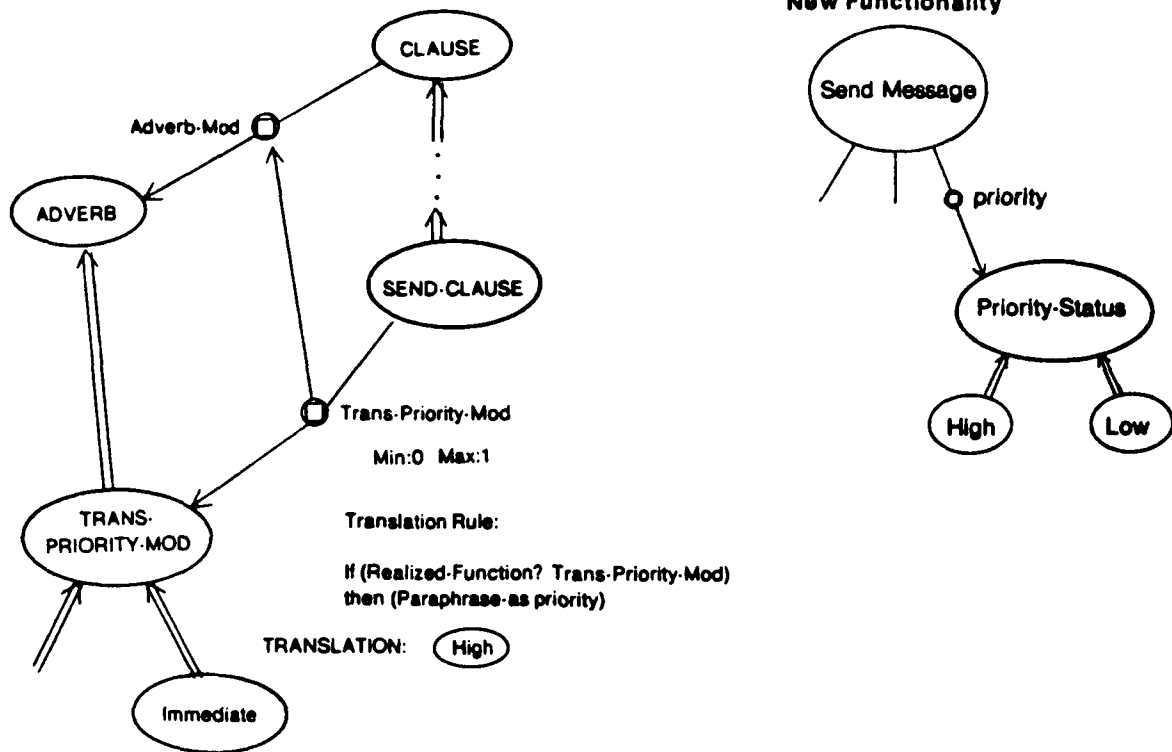 New Functionality
CLAUSE
Send Message
Adverb-Mod
ADVERB
priority
SEND-CLAUSE
Priority-Status
Trans-Priority-Mod
Min:0 Max:1
High
Low
TRANS-
PRIORITY-MOD
Translation Rule:
If (Realized-Function? Trans-Priority-Mod)
then (Paraphrase-as priority)
TRANSLATION: High
Immediate